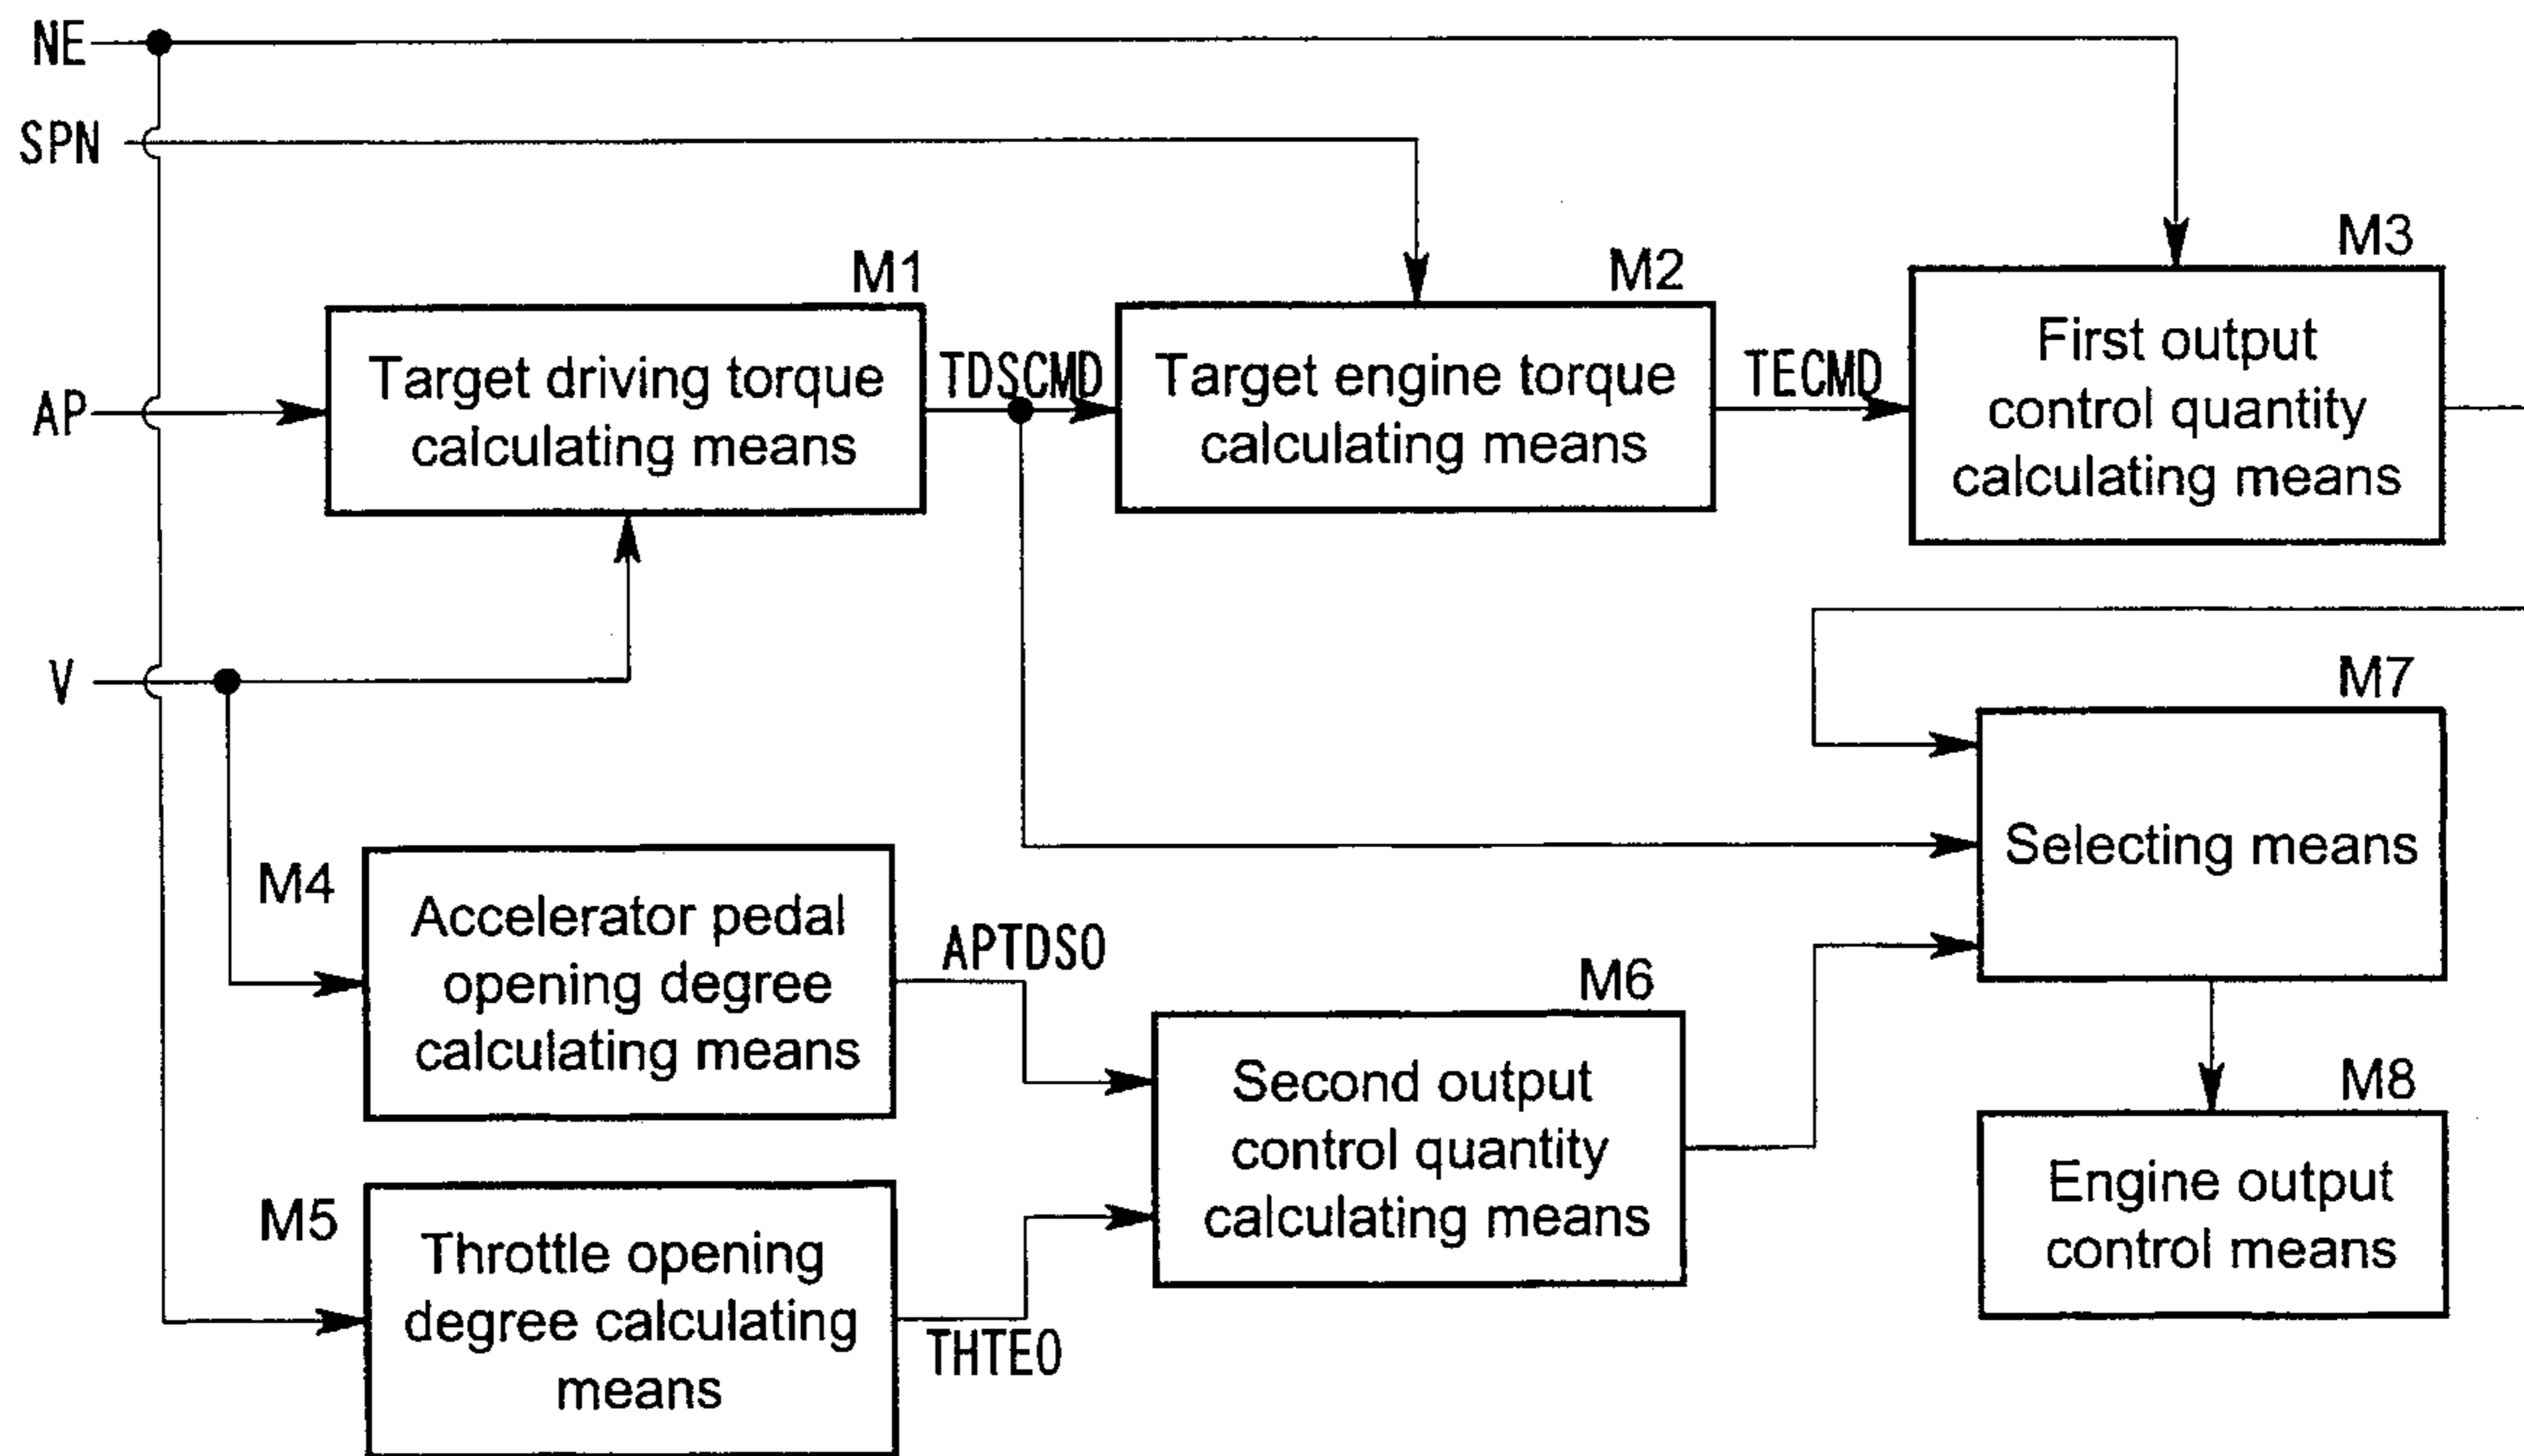 NE
SPN
M3
M1
M2
First output
control quantity
calculating means
Target driving torque
calculating means
TDSCMD
Target engine torque
calculating means
TECMD
AP
V
M7
Selecting means
M4
Accelerator pedal
opening degree
calculating means
APTDS0
M6
Second output
control quantity
calculating means
M8
Engine output
control means
M5
Throttle opening
degree calculating
means
THTE0